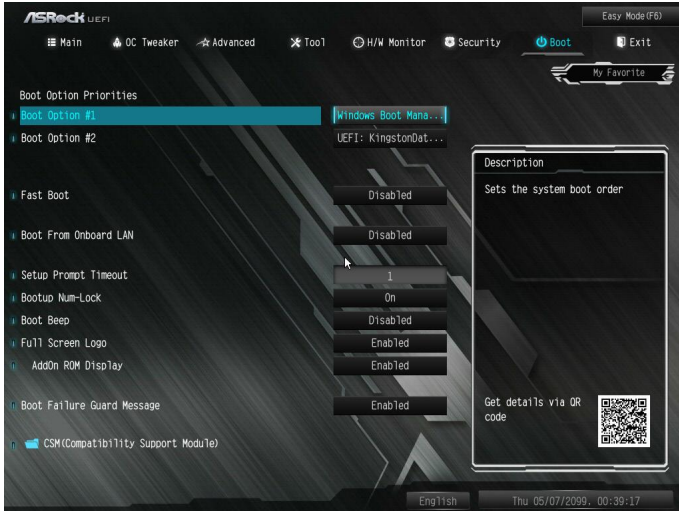 ASRock UEFI
Easy Mode(F6)
Main OC Tweaker Advanced Tool H/W Monitor Security Boot Exit
My Favorite
Boot Option Priorities
Boot Option #1 Windows Boot Mana...
Boot Option #2 UEFI: KingstonDat...
Description
Sets the system boot order
Fast Boot Disabled
Boot From Onboard LAN Disabled
Setup Prompt Timeout 1
Bootup Num-Lock On
Boot Beep Disabled
Full Screen Logo Enabled
AddOn ROM Display Enabled
Boot Failure Guard Message Enabled
Get details via QR
code
CSM(Compatibility Support Module)
English Thu 05/07/2099. 00:39:17